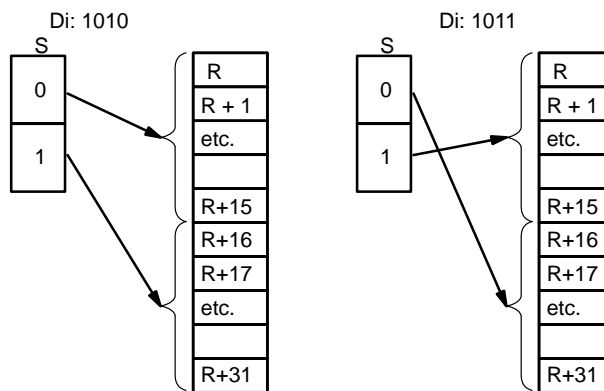 Di: 1010
S
0
1
R
R + 1
etc.
R+15
R+16
R+17
etc.
R+31
Di: 1011
S
0
1
R
R + 1
etc.
R+15
R+16
R+17
etc.
R+31